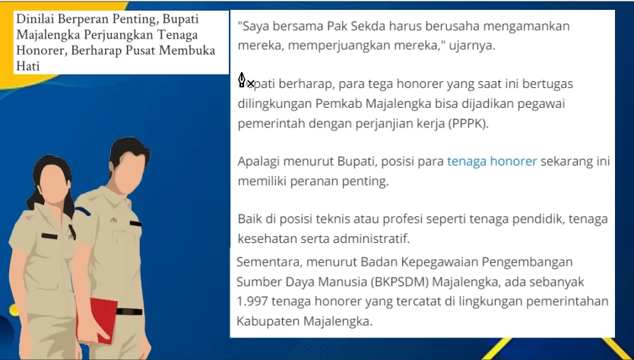 Dinilai Berperan Penting, Bupati
Majalengka Perjuangkan Tenaga
Honorer, Berharap Pusat Membuka
Hati
"Saya bersama Pak Sekda harus berusaha mengamankan
mereka, memperjuangkan mereka," ujarnya.
Bupati berharap, para tega honorer yang saat ini bertugas
dilingkungan Pemkab Majalengka bisa dijadikan pegawai
pemerintah dengan perjanjian kerja (PPPK).
Apalagi menurut Bupati, posisi para tenaga honorer sekarang ini
memiliki peranan penting.
Baik di posisi teknis atau profesi seperti tenaga pendidik, tenaga
kesehatan serta administratif.
Sementara, menurut Badan Kepegawaian Pengembangan
Sumber Daya Manusia (BKPSDM) Majalengka, ada sebanyak
1.997 tenaga honorer yang tercatat di lingkungan pemerintahan
Kabupaten Majalengka.